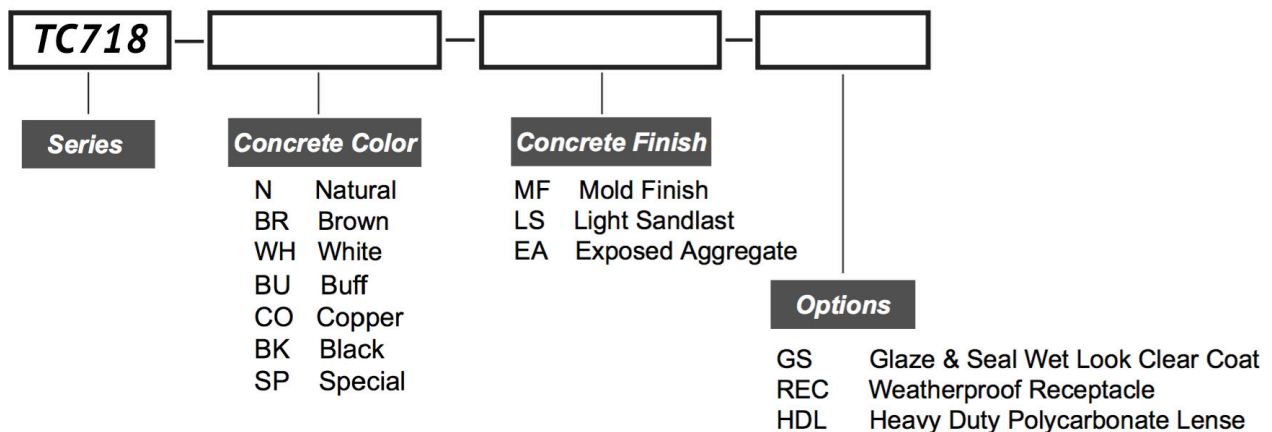 TC718
Series
Concrete Color
N Natural
BR Brown
WH White
BU Buff
CO Copper
BK Black
SP Special
Concrete Finish
MF Mold Finish
LS Light Sandlast
EA Exposed Aggregate
Options
GS Glaze & Seal Wet Look Clear Coat
REC Weatherproof Receptacle
HDL Heavy Duty Polycarbonate Lense